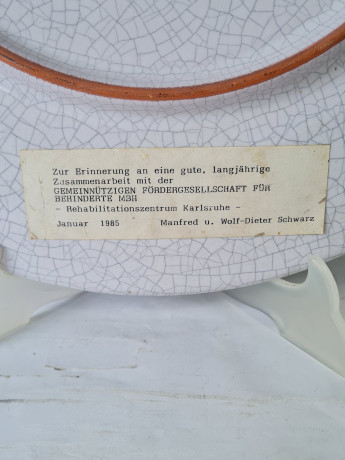 Zur Erinnerung an eine gute, langjährige
Zusammenarbeit mit der
GEMEINNÜTZIGEN FÖRDERGESELLSCHAFT FÜR
BEHINDERTE MBH
- Rehabilitationszentrum Karlsruhe -
Januar 1985 Manfred u. Wolf-Dieter Schwarz